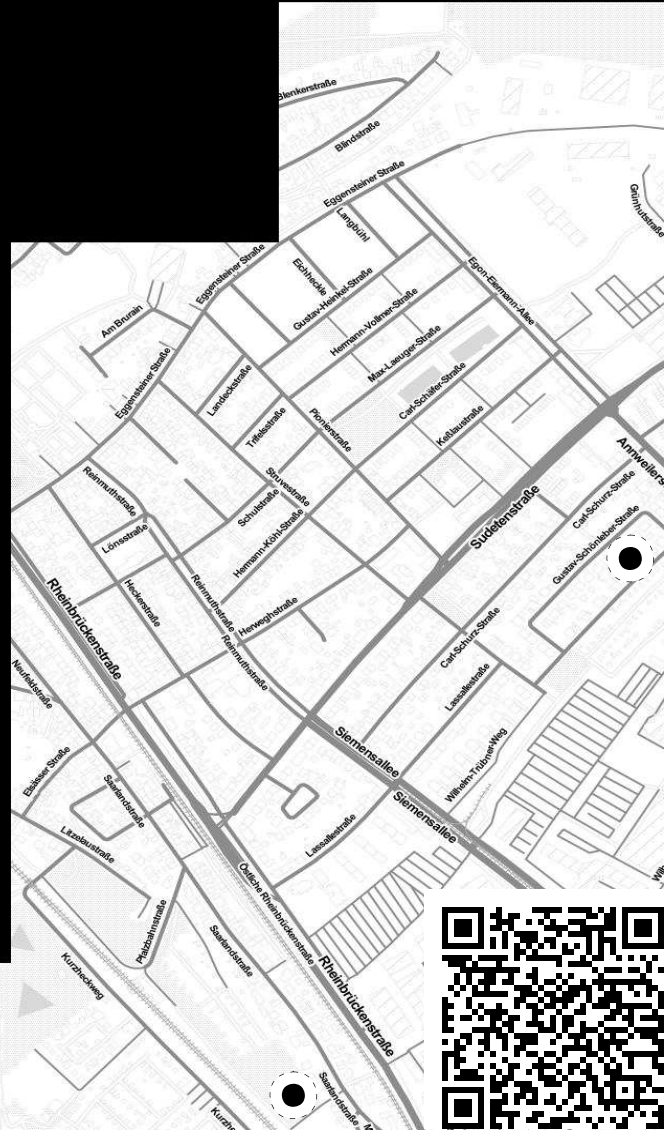 Blenkerstraße
Blindstraße
Eggensteiner Straße
Grünhutstraße
Langbühl
Eichhecke
Eggensteiner Straße
Egon-Eiermann-Allee
Gustav-Heinkel-Straße
Hermann-Vollmer-Straße
Am Brurain
Max-Laeuger-Straße
Eggensteiner Straße
Landeckstraße
Carl-Schäfer-Straße
Trifelsstraße
Pionierstraße
Keßlaustraße
Annweilers
Reinmuthstraße
Struvestraße
Schulstraße
Sudetenstraße
Carl-Schurz-Straße
Lönsstraße
Hermann-Köhl-Straße
Gustav-Schönleber-Straße
Rheinbrückenstraße
Heckerstraße
Reinmuthstraße
Herweghstraße
Carl-Schurz-Straße
Reinmuthstraße
Neufeldstraße
Lassallestraße
Siemensallee
Wilhelm-Trübner-Weg
Elsässer Straße
Saarlandstraße
Siemensallee
Litzelaustraße
Lassallestraße
Östliche Rheinbrückenstraße
Pfalzbahnstraße
Saarlandstraße
Kurzheckweg
Rheinbrückenstraße
Saarlandstraße